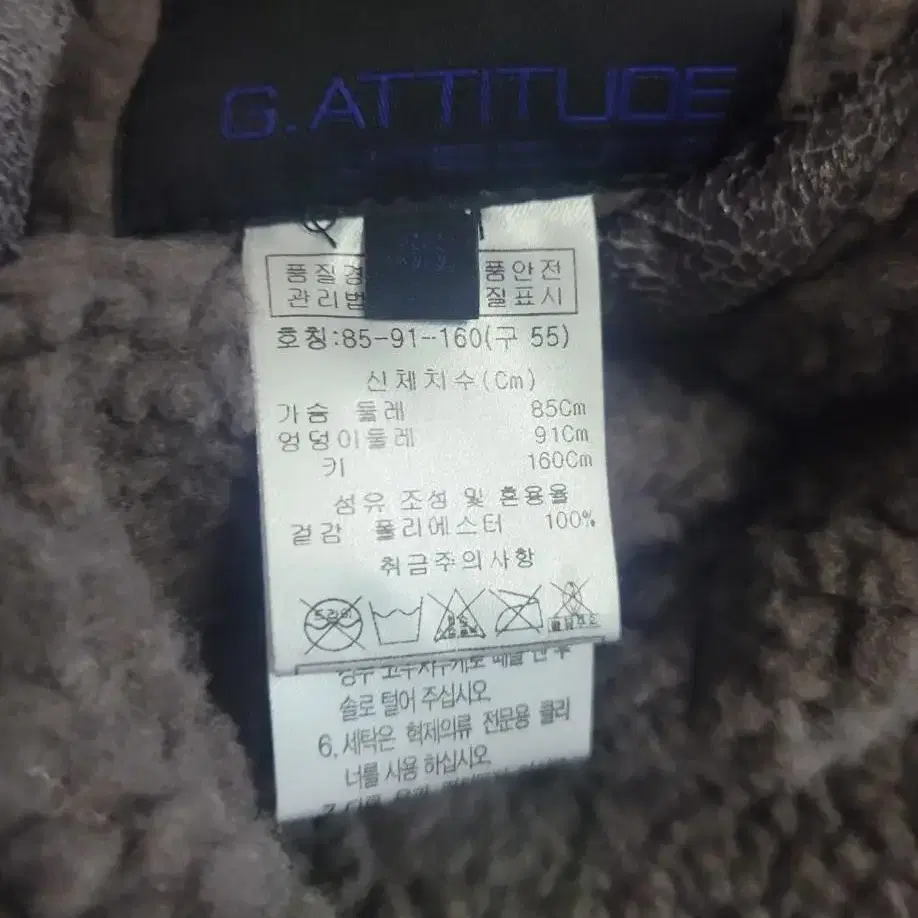 G.ATTITUDE
품질경 품안전
관리법 질표시
호칭:85-91-160(구 55)
신체치수(Cm)
가슴 둘레 85Cm
엉덩이둘레 91Cm
키 160Cm
섬유 조성 및 혼용율
겉감 폴리에스터 100%
취급주의사항
드라이
솔로 털어 주십시오
6. 세탁은 혁제의류 전문용 클리
너를 사용 하십시오